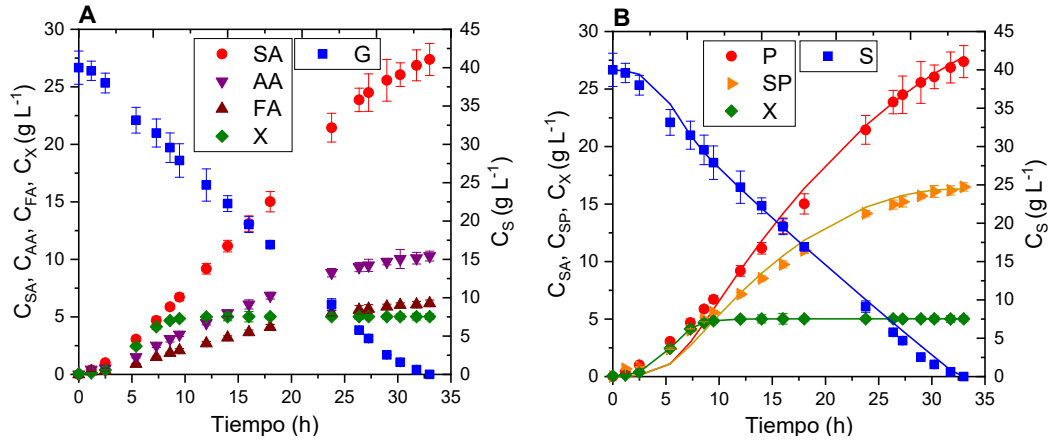 A
C_SA, C_AA, C_FA, C_X (g L⁻¹)
30
25
20
15
10
5
0
SA
AA
FA
X
G
45
40
35
30
25
20
15
10
5
0
C_S (g L⁻¹)
0 5 10 15 20 25 30 35
Tiempo (h)
B
C_SA, C_SP, C_X (g L⁻¹)
30
25
20
15
10
5
0
P
SP
X
S
45
40
35
30
25
20
15
10
5
0
C_S (g L⁻¹)
0 5 10 15 20 25 30 35
Tiempo (h)